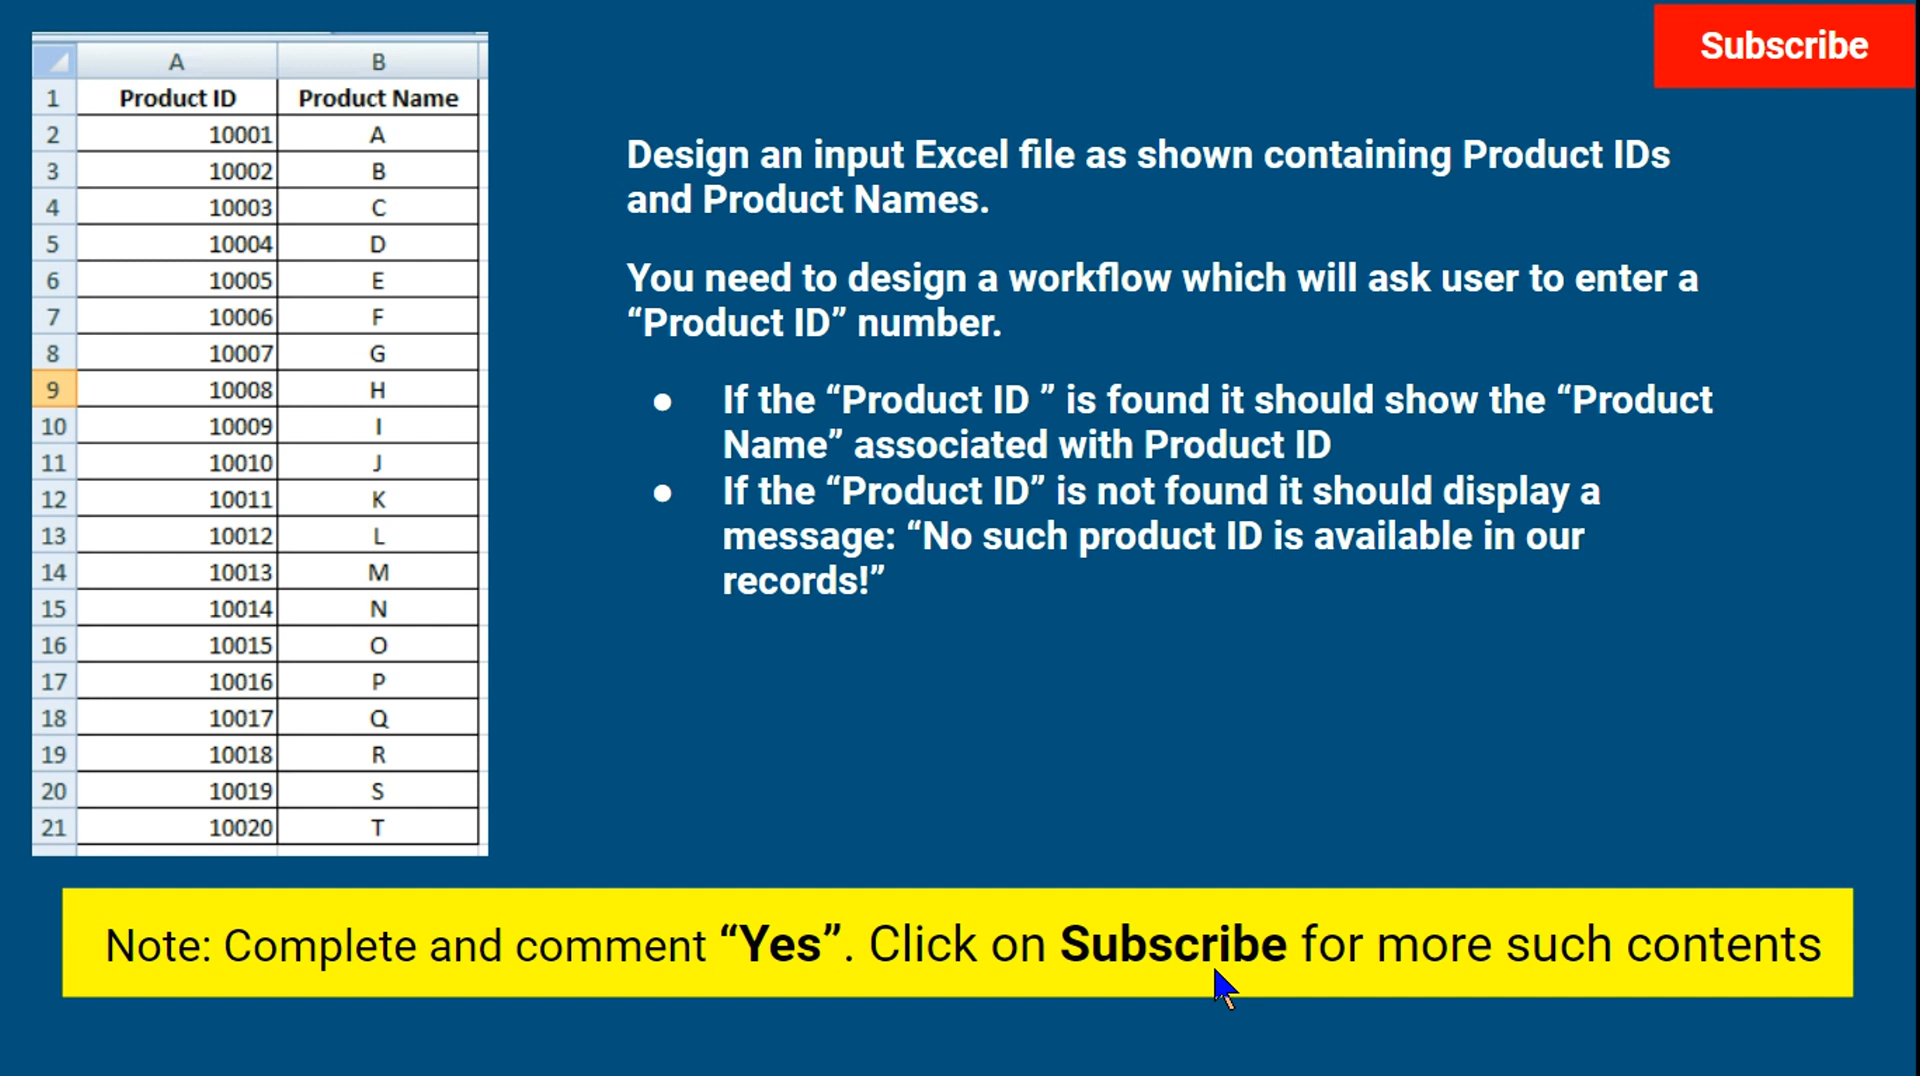 Subscribe
A B
1 Product ID Product Name
2 10001 A
3 10002 B
4 10003 C
5 10004 D
6 10005 E
7 10006 F
8 10007 G
9 10008 H
10 10009 I
11 10010 J
12 10011 K
13 10012 L
14 10013 M
15 10014 N
16 10015 O
17 10016 P
18 10017 Q
19 10018 R
20 10019 S
21 10020 T
Design an input Excel file as shown containing Product IDs
and Product Names.
You need to design a workflow which will ask user to enter a
“Product ID” number.
● If the “Product ID ” is found it should show the “Product
Name” associated with Product ID
● If the “Product ID” is not found it should display a
message: “No such product ID is available in our
records!”
Note: Complete and comment “Yes”. Click on Subscribe for more such contents